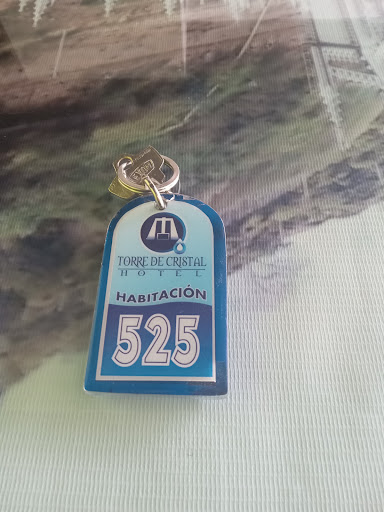 TORRE DE CRISTAL
HOTEL
HABITACIÓN
525